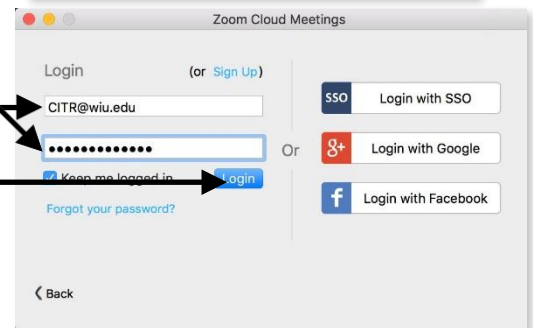 Zoom Cloud Meetings
Login (or Sign Up)
CITR@wiu.edu
•••••••••••••
Keep me logged in Login
Forgot your password?
Or
SSO Login with SSO
8+ Login with Google
f Login with Facebook
Back